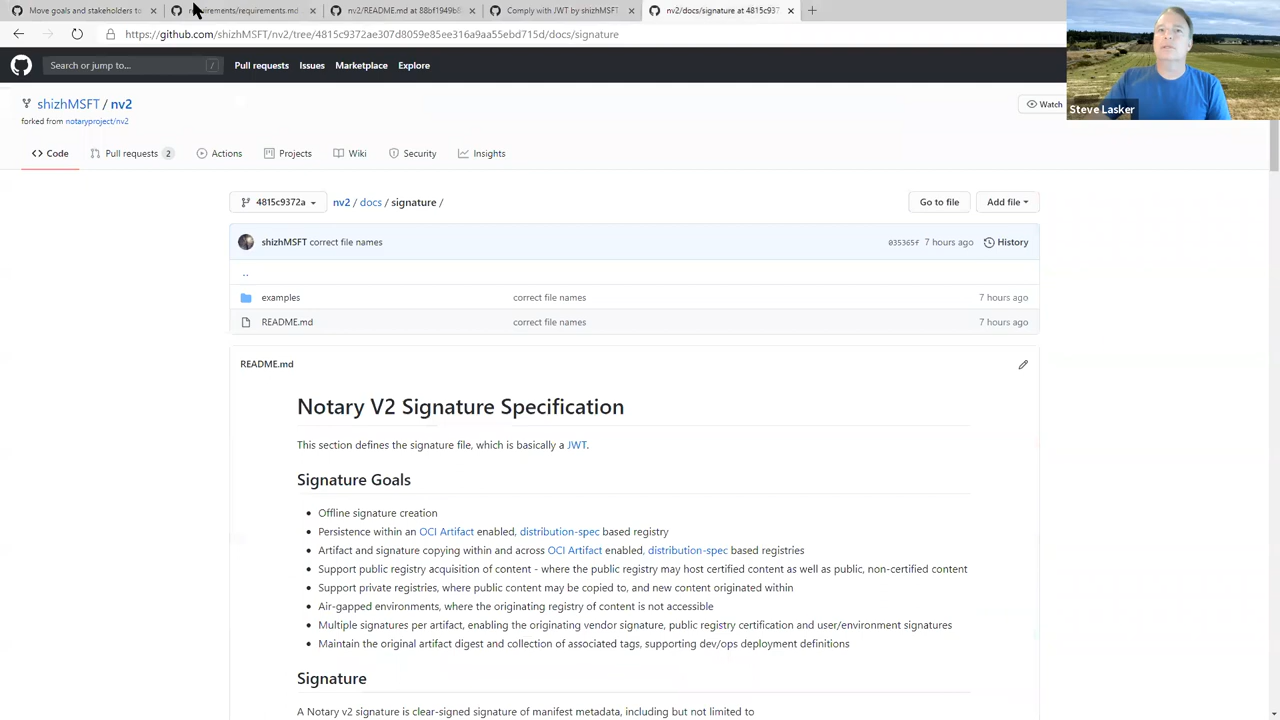 Move goals and stakeholders to
requirements/requirements.md
nv2/README.md at 88bf1949b
Comply with JWT by shizhMSFT
nv2/docs/signature at 4815c937
https://github.com/shizhMSFT/nv2/tree/4815c9372ae307d8059e85ee31ea9aa55ebd715d/docs/signature
Search or jump to...
/
Pull requests
Issues
Marketplace
Explore
Steve Lasker
shizhMSFT / nv2
forked from notaryproject/nv2
Watch
Code
Pull requests 2
Actions
Projects
Wiki
Security
Insights
4815c9372a
nv2 / docs / signature /
Go to file
Add file
shizhMSFT correct file names
035365f 7 hours ago
History
..
examples correct file names 7 hours ago
README.md correct file names 7 hours ago
README.md
Notary V2 Signature Specification
This section defines the signature file, which is basically a JWT.
Signature Goals
• Offline signature creation
• Persistence within an OCI Artifact enabled, distribution-spec based registry
• Artifact and signature copying within and across OCI Artifact enabled, distribution-spec based registries
• Support public registry acquisition of content - where the public registry may host certified content as well as public, non-certified content
• Support private registries, where public content may be copied to, and new content originated within
• Air-gapped environments, where the originating registry of content is not accessible
• Multiple signatures per artifact, enabling the originating vendor signature, public registry certification and user/environment signatures
• Maintain the original artifact digest and collection of associated tags, supporting dev/ops deployment definitions
Signature
A Notary v2 signature is clear-signed signature of manifest metadata, including but not limited to